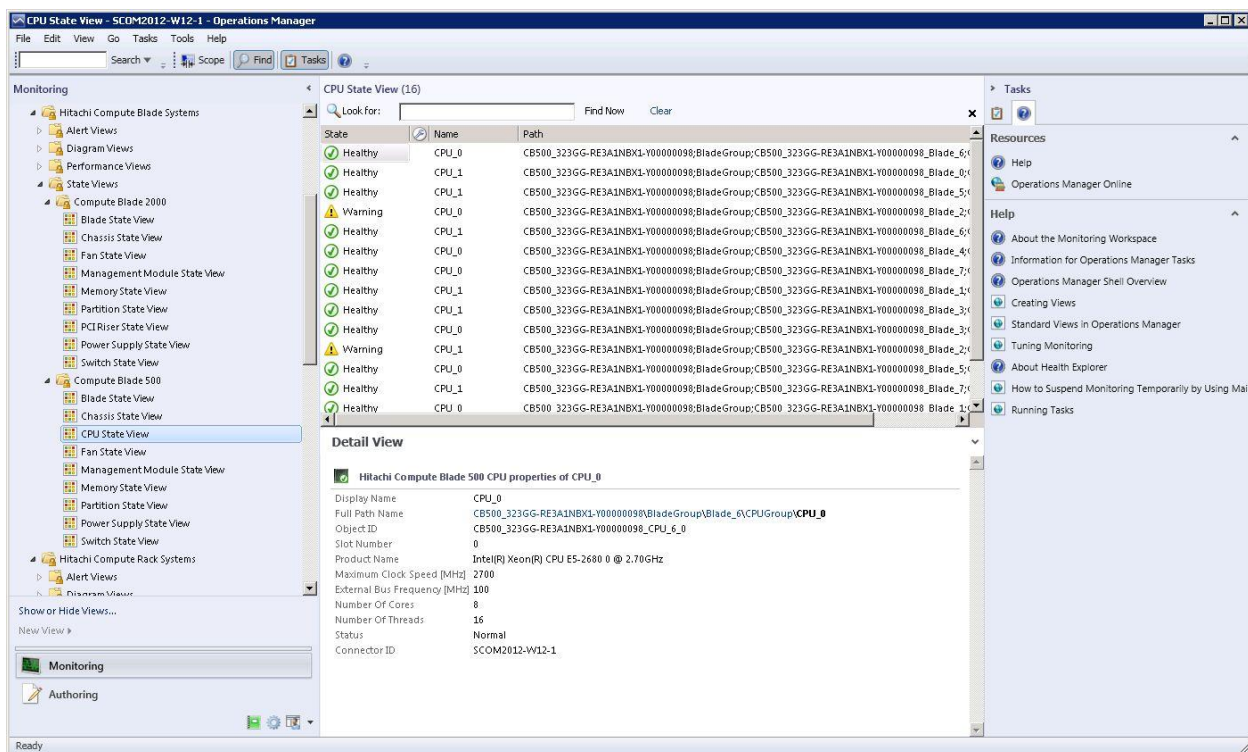 CPU State View - SCOM2012-W12-1 - Operations Manager
File Edit View Go Tasks Tools Help
Search Scope Find Tasks
Monitoring
Hitachi Compute Blade Systems
Alert Views
Diagram Views
Performance Views
State Views
Compute Blade 2000
Blade State View
Chassis State View
Fan State View
Management Module State View
Memory State View
Partition State View
PCI Riser State View
Power Supply State View
Switch State View
Compute Blade 500
Blade State View
Chassis State View
CPU State View
Fan State View
Management Module State View
Memory State View
Partition State View
Power Supply State View
Switch State View
Hitachi Compute Rack Systems
Alert Views
Diagram Views
Show or Hide Views...
New View
Monitoring
Authoring
Ready
CPU State View (16)
Look for: Find Now Clear
State Name Path
Healthy CPU_0 CB500_323GG-RE3A1NBX1-Y00000098;BladeGroup;CB500_323GG-RE3A1NBX1-Y00000098_Blade_6;
Healthy CPU_1 CB500_323GG-RE3A1NBX1-Y00000098;BladeGroup;CB500_323GG-RE3A1NBX1-Y00000098_Blade_0;
Healthy CPU_1 CB500_323GG-RE3A1NBX1-Y00000098;BladeGroup;CB500_323GG-RE3A1NBX1-Y00000098_Blade_5;
Warning CPU_0 CB500_323GG-RE3A1NBX1-Y00000098;BladeGroup;CB500_323GG-RE3A1NBX1-Y00000098_Blade_2;
Healthy CPU_1 CB500_323GG-RE3A1NBX1-Y00000098;BladeGroup;CB500_323GG-RE3A1NBX1-Y00000098_Blade_6;
Healthy CPU_0 CB500_323GG-RE3A1NBX1-Y00000098;BladeGroup;CB500_323GG-RE3A1NBX1-Y00000098_Blade_4;
Healthy CPU_0 CB500_323GG-RE3A1NBX1-Y00000098;BladeGroup;CB500_323GG-RE3A1NBX1-Y00000098_Blade_7;
Healthy CPU_1 CB500_323GG-RE3A1NBX1-Y00000098;BladeGroup;CB500_323GG-RE3A1NBX1-Y00000098_Blade_1;
Healthy CPU_1 CB500_323GG-RE3A1NBX1-Y00000098;BladeGroup;CB500_323GG-RE3A1NBX1-Y00000098_Blade_3;
Healthy CPU_0 CB500_323GG-RE3A1NBX1-Y00000098;BladeGroup;CB500_323GG-RE3A1NBX1-Y00000098_Blade_3;
Warning CPU_1 CB500_323GG-RE3A1NBX1-Y00000098;BladeGroup;CB500_323GG-RE3A1NBX1-Y00000098_Blade_2;
Healthy CPU_0 CB500_323GG-RE3A1NBX1-Y00000098;BladeGroup;CB500_323GG-RE3A1NBX1-Y00000098_Blade_5;
Healthy CPU_1 CB500_323GG-RE3A1NBX1-Y00000098;BladeGroup;CB500_323GG-RE3A1NBX1-Y00000098_Blade_7;
Healthy CPU_0 CB500_323GG-RE3A1NBX1-Y00000098;BladeGroup;CB500_323GG-RE3A1NBX1-Y00000098_Blade_1;
Detail View
Hitachi Compute Blade 500 CPU properties of CPU_0
Display Name CPU_0
Full Path Name CB500_323GG-RE3A1NBX1-Y00000098\BladeGroup\Blade_6\CPUGroup\CPU_0
Object ID CB500_323GG-RE3A1NBX1-Y00000098_CPU_6_0
Slot Number 0
Product Name Intel(R) Xeon(R) CPU E5-2680 0 @ 2.70GHz
Maximum Clock Speed [MHz] 2700
External Bus Frequency [MHz] 100
Number Of Cores 8
Number Of Threads 16
Status Normal
Connector ID SCOM2012-W12-1
Tasks
Resources
Help
Operations Manager Online
Help
About the Monitoring Workspace
Information for Operations Manager Tasks
Operations Manager Shell Overview
Creating Views
Standard Views in Operations Manager
Tuning Monitoring
About Health Explorer
How to Suspend Monitoring Temporarily by Using Mai
Running Tasks